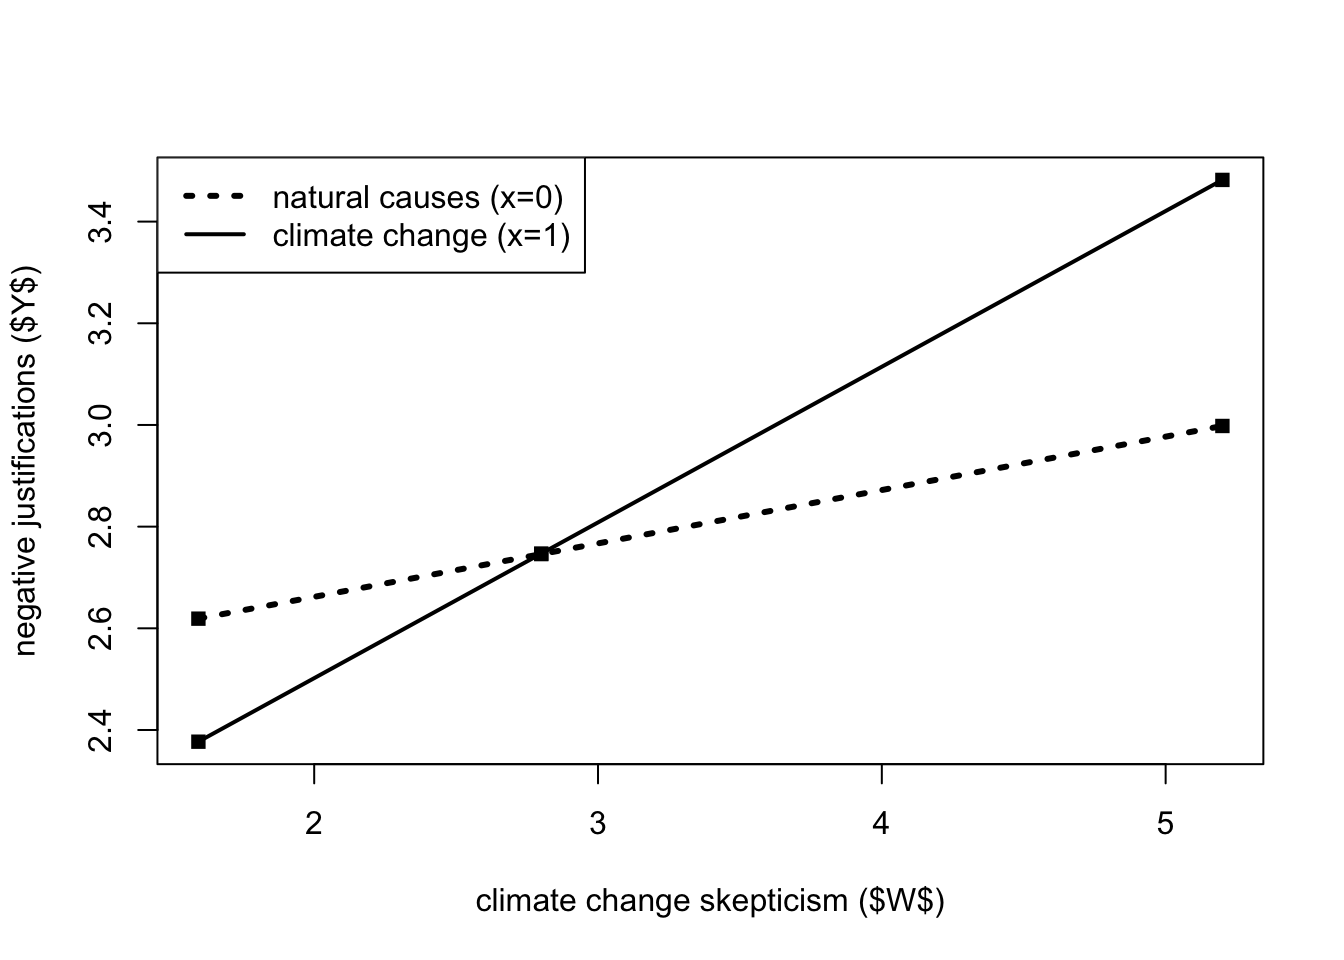 natural causes (x=0)
climate change (x=1)
negative justifications ($Y$)
3.4
3.2
3.0
2.8
2.6
2.4
2 3 4 5
climate change skepticism ($W$)